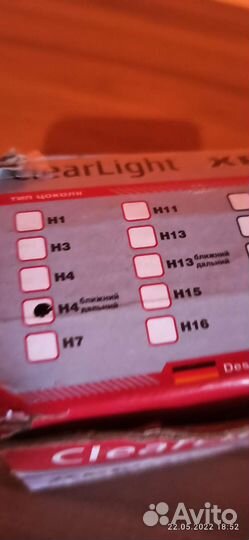 ClearLight X
тип цоколя
H1
H3
H4
H4 ближний дальний
H7
H11
H13
H13 ближний дальний
H15
H16
Des
Clear
Avito
22.05.2022 18:52